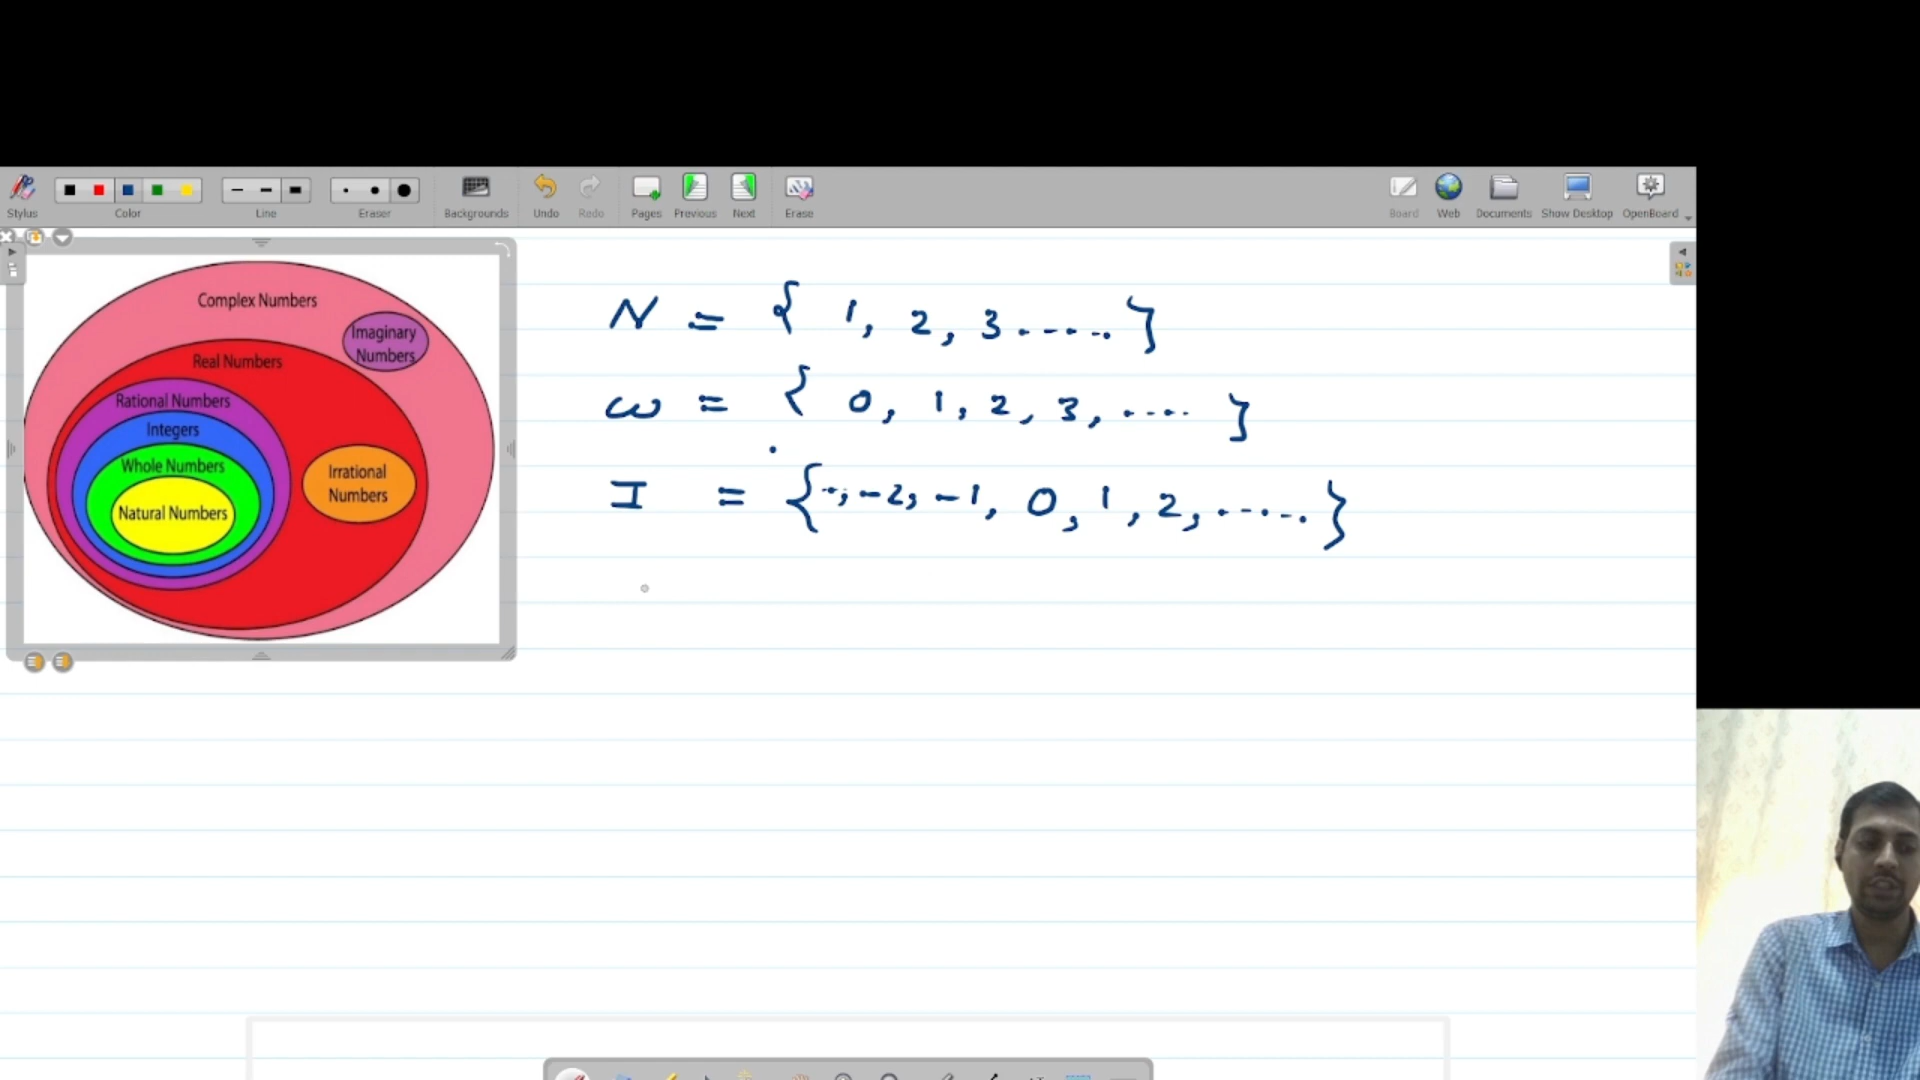 Stylus Color Line Eraser Backgrounds Undo Redo Pages Previous Next Erase Board Web Documents Show Desktop OpenBoard
Complex Numbers
Imaginary
Numbers
Real Numbers
Rational Numbers
Integers
Whole Numbers
Natural Numbers
Irrational
Numbers
N = { 1, 2, 3 ..... }
W = { 0, 1, 2, 3, .... }
I = { .., -2, -1, 0, 1, 2, ..... }